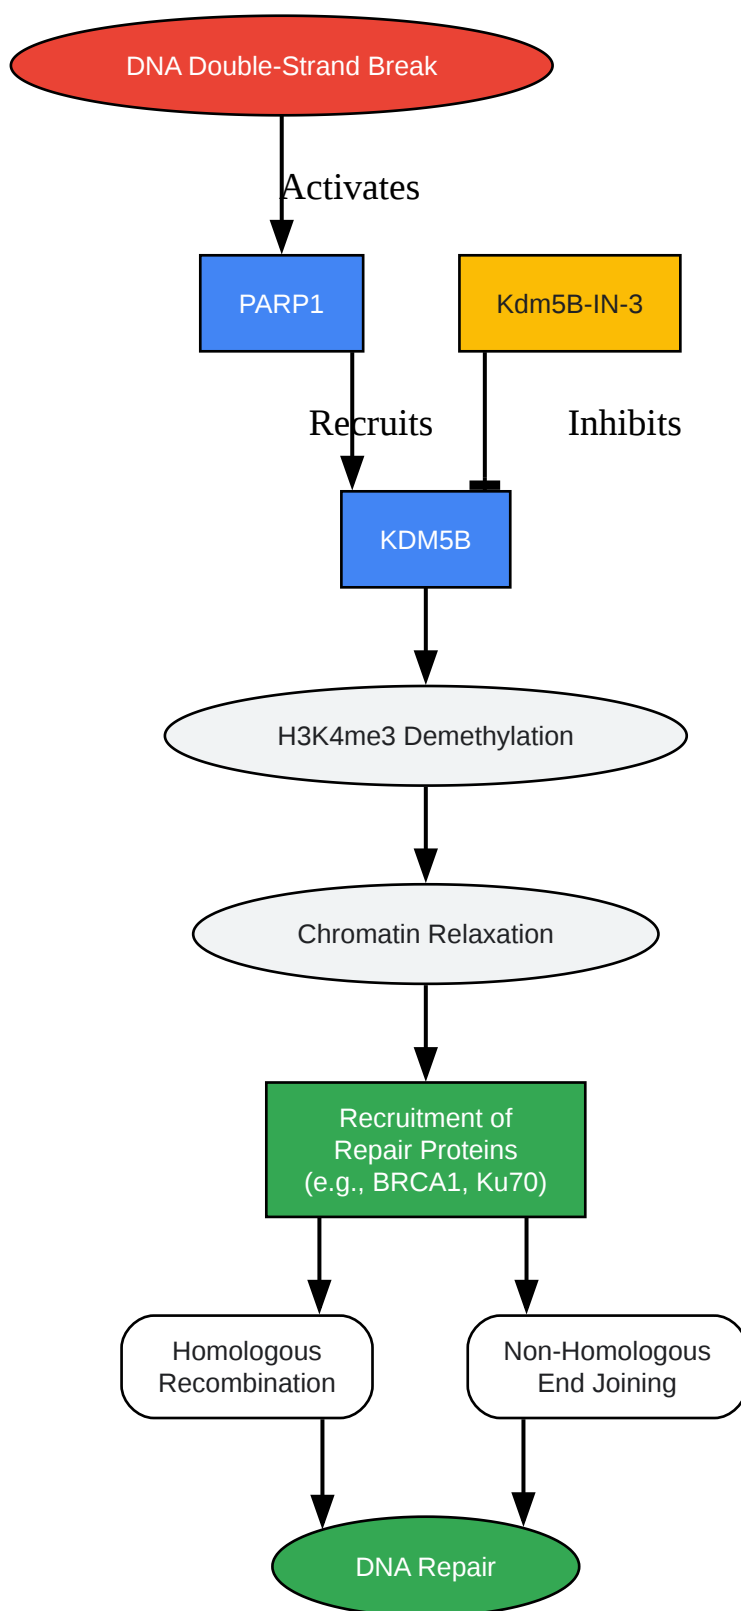 DNA Double-Strand Break
Activates
PARP1
Kdm5B-IN-3
Recruits
Inhibits
KDM5B
H3K4me3 Demethylation
Chromatin Relaxation
Recruitment of
Repair Proteins
(e.g., BRCA1, Ku70)
Homologous
Recombination
Non-Homologous
End Joining
DNA Repair